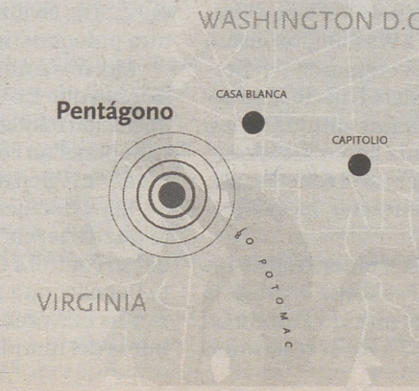 WASHINGTON D.C
CASA BLANCA
Pentágono
CAPITOLIO
POTOMAC
VIRGINIA